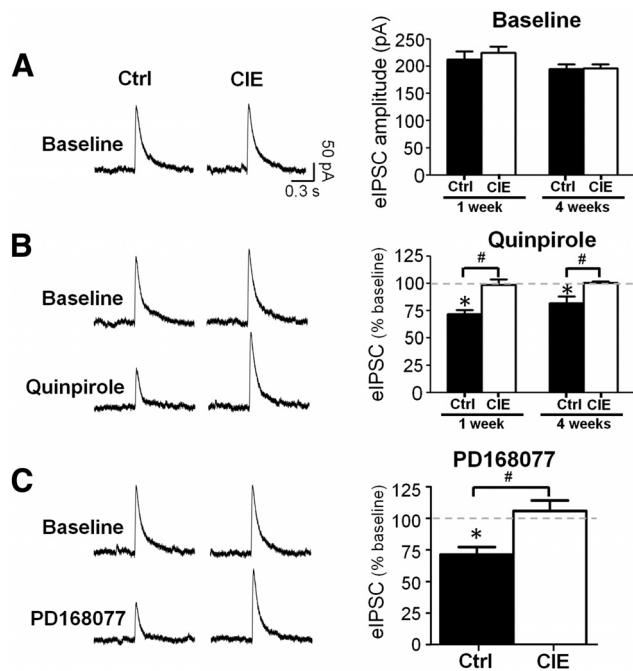 A
Ctrl
CIE
Baseline
50 pA
0.3 s
Baseline
eIPSC amplitude (pA)
250
200
150
100
50
0
Ctrl CIE Ctrl CIE
1 week 4 weeks
B
Baseline
Quinpirole
Quinpirole
eIPSC (% baseline)
125
100
75
50
25
0
# #
* *
Ctrl CIE Ctrl CIE
1 week 4 weeks
C
Baseline
PD168077
PD168077
eIPSC (% baseline)
125
100
75
50
25
0
#
*
Ctrl CIE